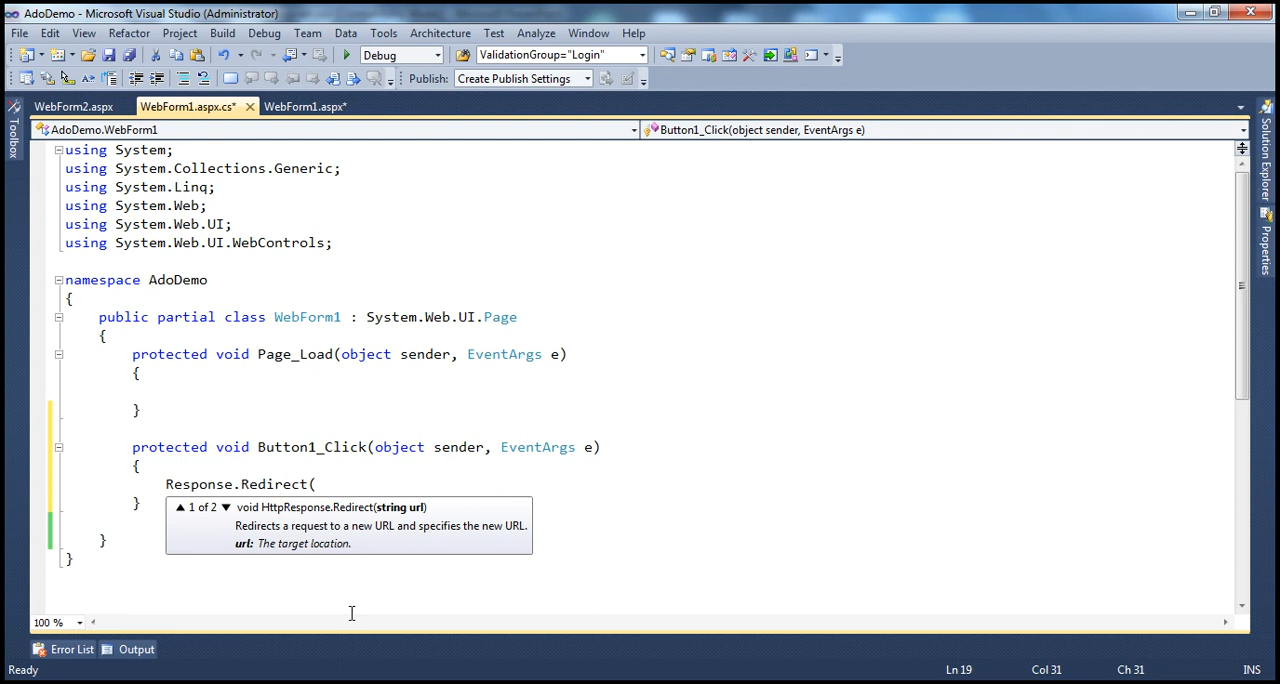 AdoDemo - Microsoft Visual Studio (Administrator)
File Edit View Refactor Project Build Debug Team Data Tools Architecture Test Analyze Window Help
Debug ValidationGroup="Login"
Publish: Create Publish Settings
WebForm2.aspx WebForm1.aspx.cs* WebForm1.aspx*
AdoDemo.WebForm1 Button1_Click(object sender, EventArgs e)
Toolbox
Solution Explorer
Properties
using System;
using System.Collections.Generic;
using System.Linq;
using System.Web;
using System.Web.UI;
using System.Web.UI.WebControls;
namespace AdoDemo
{
public partial class WebForm1 : System.Web.UI.Page
{
protected void Page_Load(object sender, EventArgs e)
{
}
protected void Button1_Click(object sender, EventArgs e)
{
Response.Redirect(
}
1 of 2 void HttpResponse.Redirect(string url)
Redirects a request to a new URL and specifies the new URL.
url: The target location.
}
}
100 %
Error List Output
Ready Ln 19 Col 31 Ch 31 INS